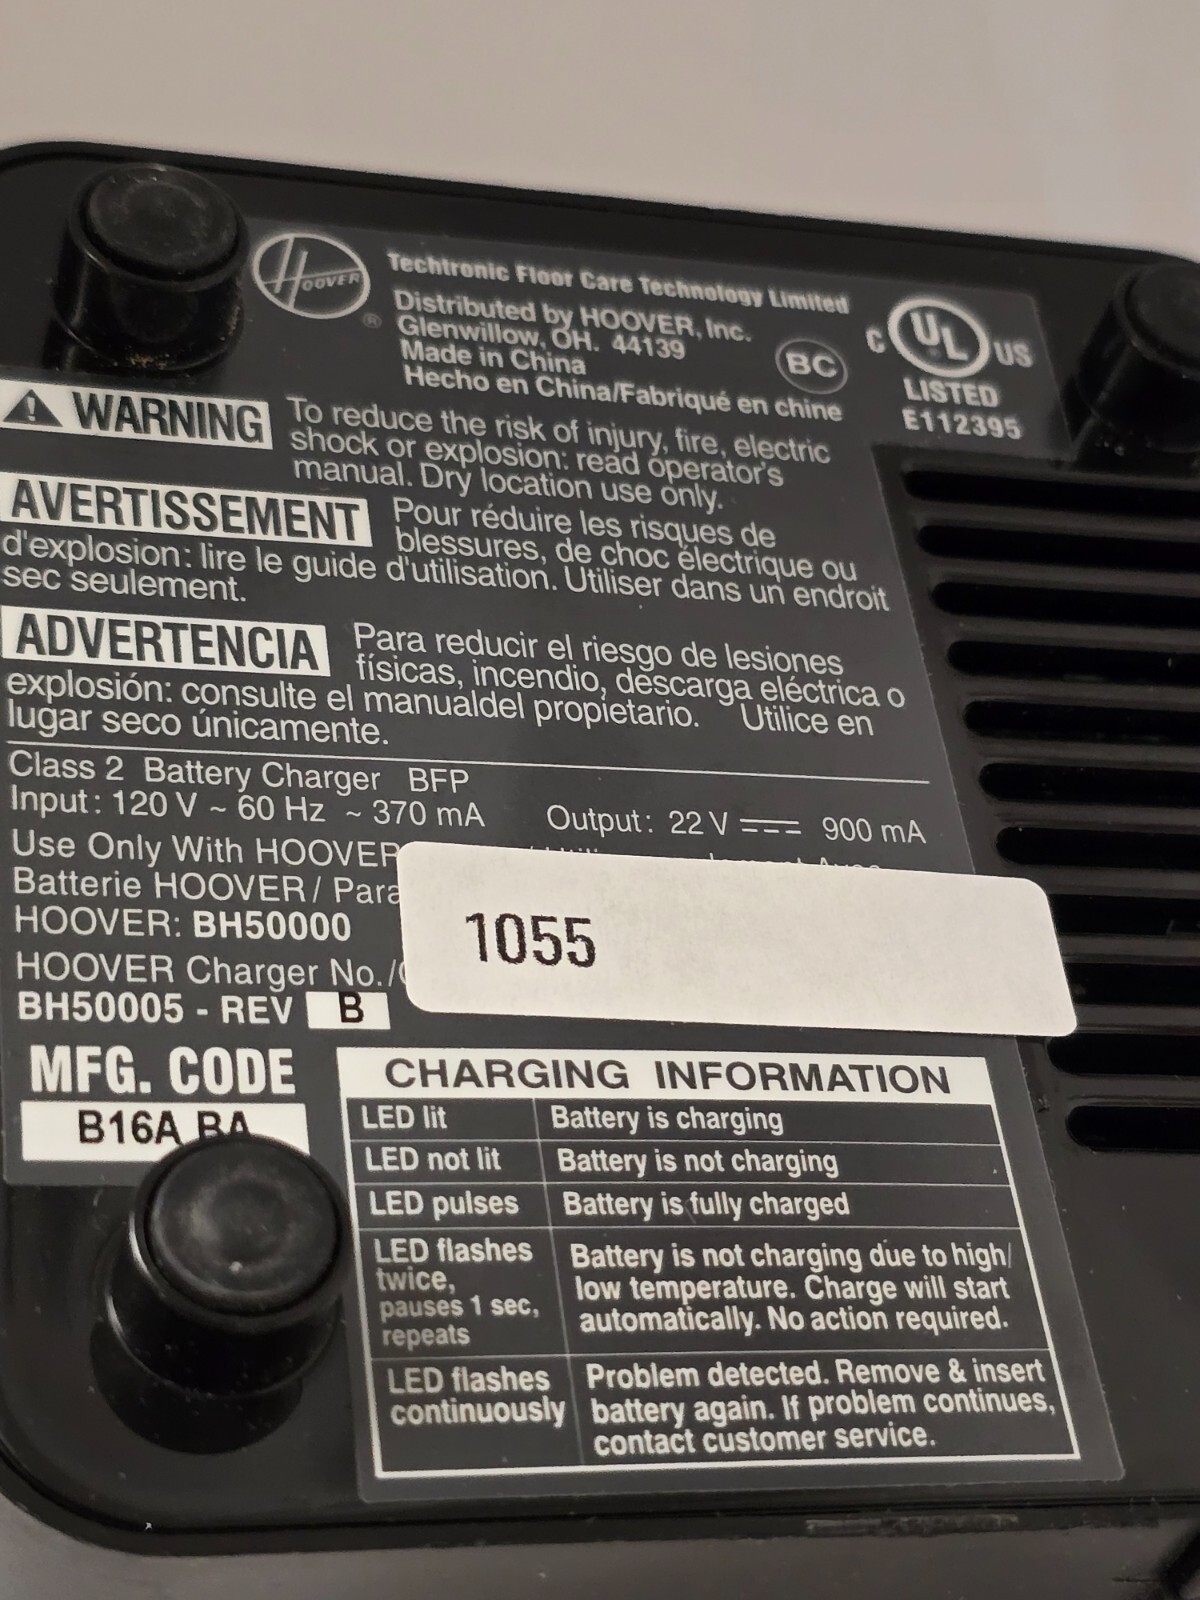 HOOVER
®
Techtronic Floor Care Technology Limited
Distributed by HOOVER, Inc.
Glenwillow, OH. 44139
Made in China
Hecho en China/Fabriqué en chine
BC
C UL US
LISTED
E112395
WARNING To reduce the risk of injury, fire, electric
shock or explosion: read operator's
manual. Dry location use only.
AVERTISSEMENT Pour réduire les risques de
blessures, de choc électrique ou
d'explosion: lire le guide d'utilisation. Utiliser dans un endroit
sec seulement.
ADVERTENCIA Para reducir el riesgo de lesiones
físicas, incendio, descarga eléctrica o
explosión: consulte el manualdel propietario. Utilice en
lugar seco únicamente.
Class 2 Battery Charger BFP
Input: 120 V ~ 60 Hz ~ 370 mA Output: 22 V 900 mA
Use Only With HOOVER
Batterie HOOVER / Para
HOOVER: BH50000
HOOVER Charger No./
BH50005 - REV B
1055
MFG. CODE
B16A BA
CHARGING INFORMATION
LED lit Battery is charging
LED not lit Battery is not charging
LED pulses Battery is fully charged
LED flashes
twice,
pauses 1 sec,
repeats
Battery is not charging due to high/
low temperature. Charge will start
automatically. No action required.
LED flashes
continuously
Problem detected. Remove & insert
battery again. If problem continues,
contact customer service.